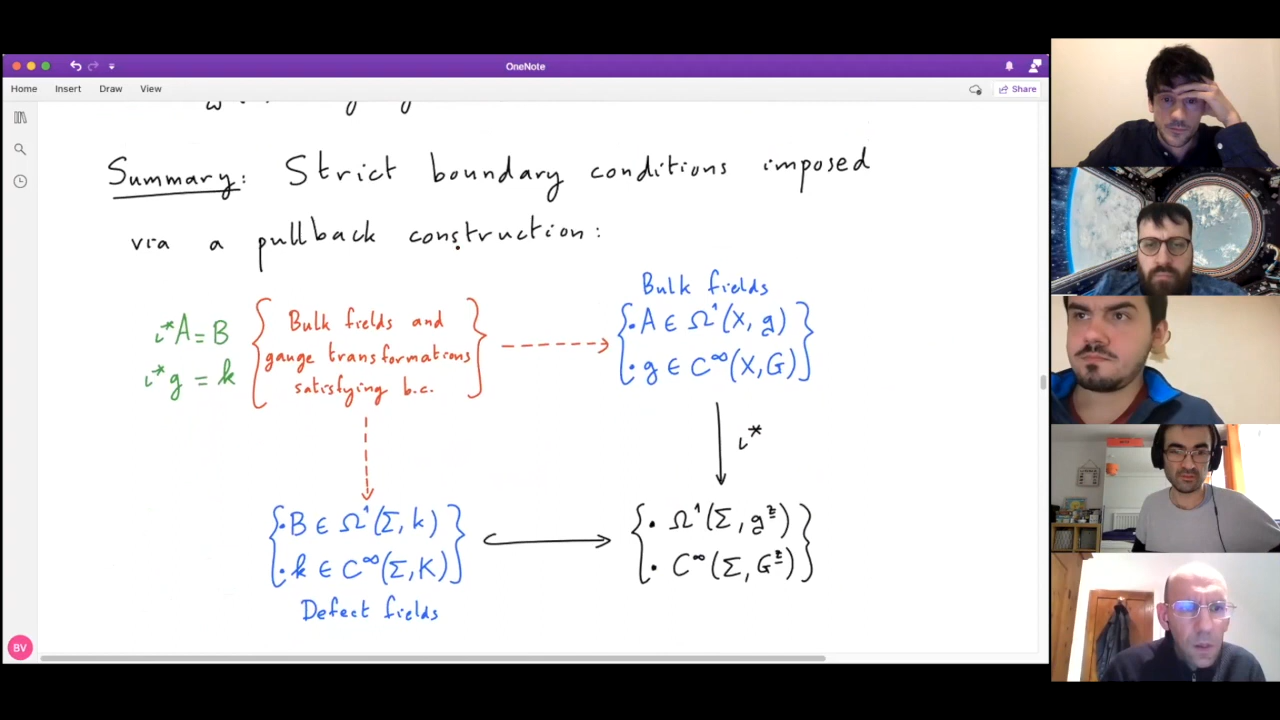 OneNote
Home Insert Draw View
Share
Summary: Strict boundary conditions imposed
via a pullback construction:
Bulk fields
ι*A = B
ι*g = k
{ Bulk fields and
gauge transformations
satisfying b.c. }
{ · A ∈ Ω¹(X, g)
· g ∈ C^∞(X, G) }
ι*
{ · B ∈ Ω¹(Σ, k)
· k ∈ C^∞(Σ, K) }
{ · Ω¹(Σ, g^z)
· C^∞(Σ, G^z) }
Defect fields
BV